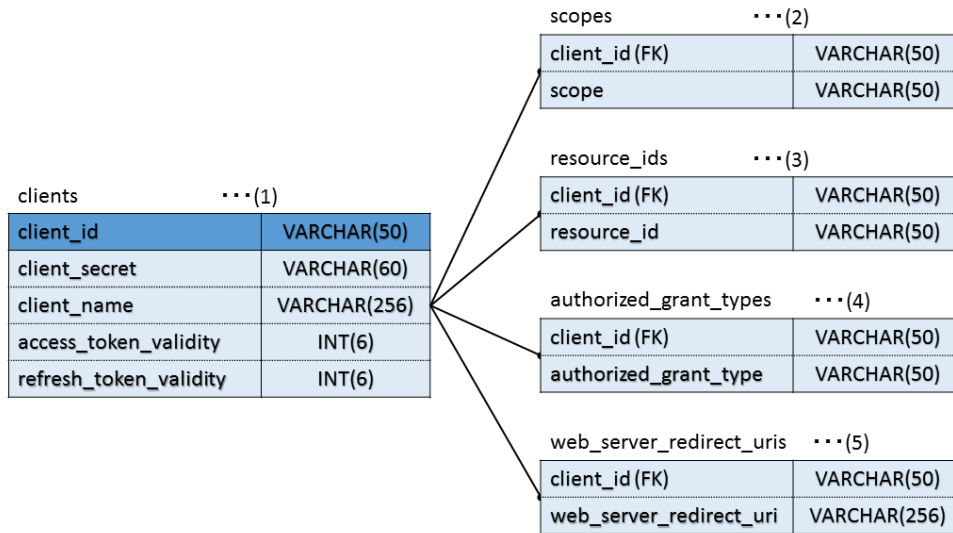 clients ・・・(1)
client_id VARCHAR(50)
client_secret VARCHAR(60)
client_name VARCHAR(256)
access_token_validity INT(6)
refresh_token_validity INT(6)
scopes ・・・(2)
client_id (FK) VARCHAR(50)
scope VARCHAR(50)
resource_ids ・・・(3)
client_id (FK) VARCHAR(50)
resource_id VARCHAR(50)
authorized_grant_types ・・・(4)
client_id (FK) VARCHAR(50)
authorized_grant_type VARCHAR(50)
web_server_redirect_uris ・・・(5)
client_id (FK) VARCHAR(50)
web_server_redirect_uri VARCHAR(256)